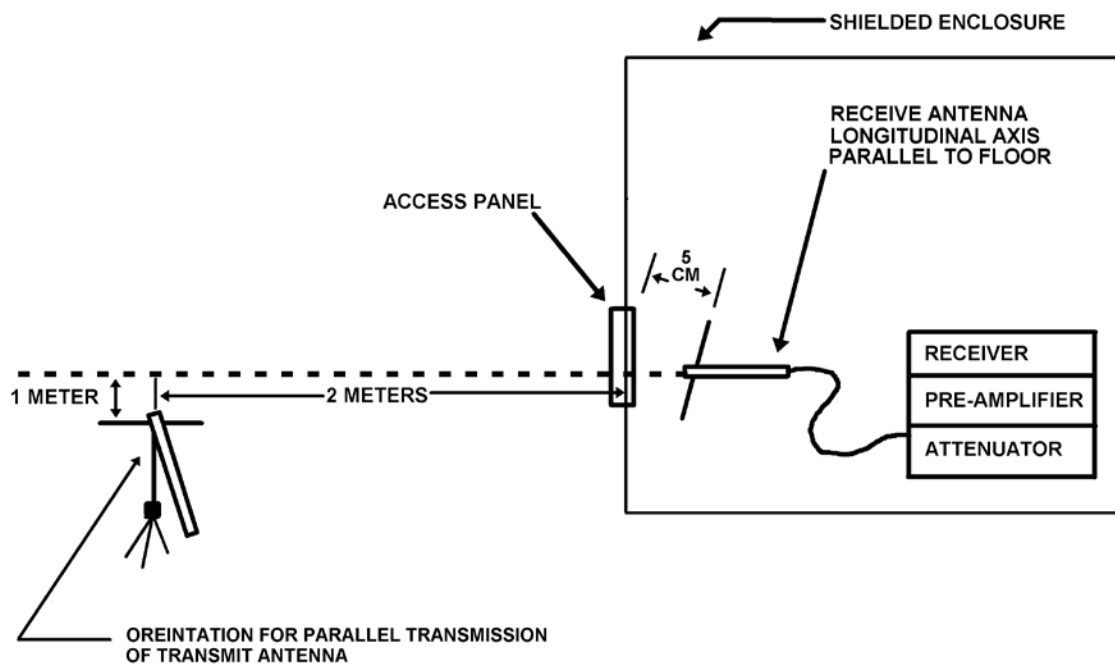 SHIELDED ENCLOSURE
RECEIVE ANTENNA
LONGITUDINAL AXIS
PARALLEL TO FLOOR
ACCESS PANEL
5
CM
1 METER
2 METERS
RECEIVER
PRE-AMPLIFIER
ATTENUATOR
OREINTATION FOR PARALLEL TRANSMISSION
OF TRANSMIT ANTENNA